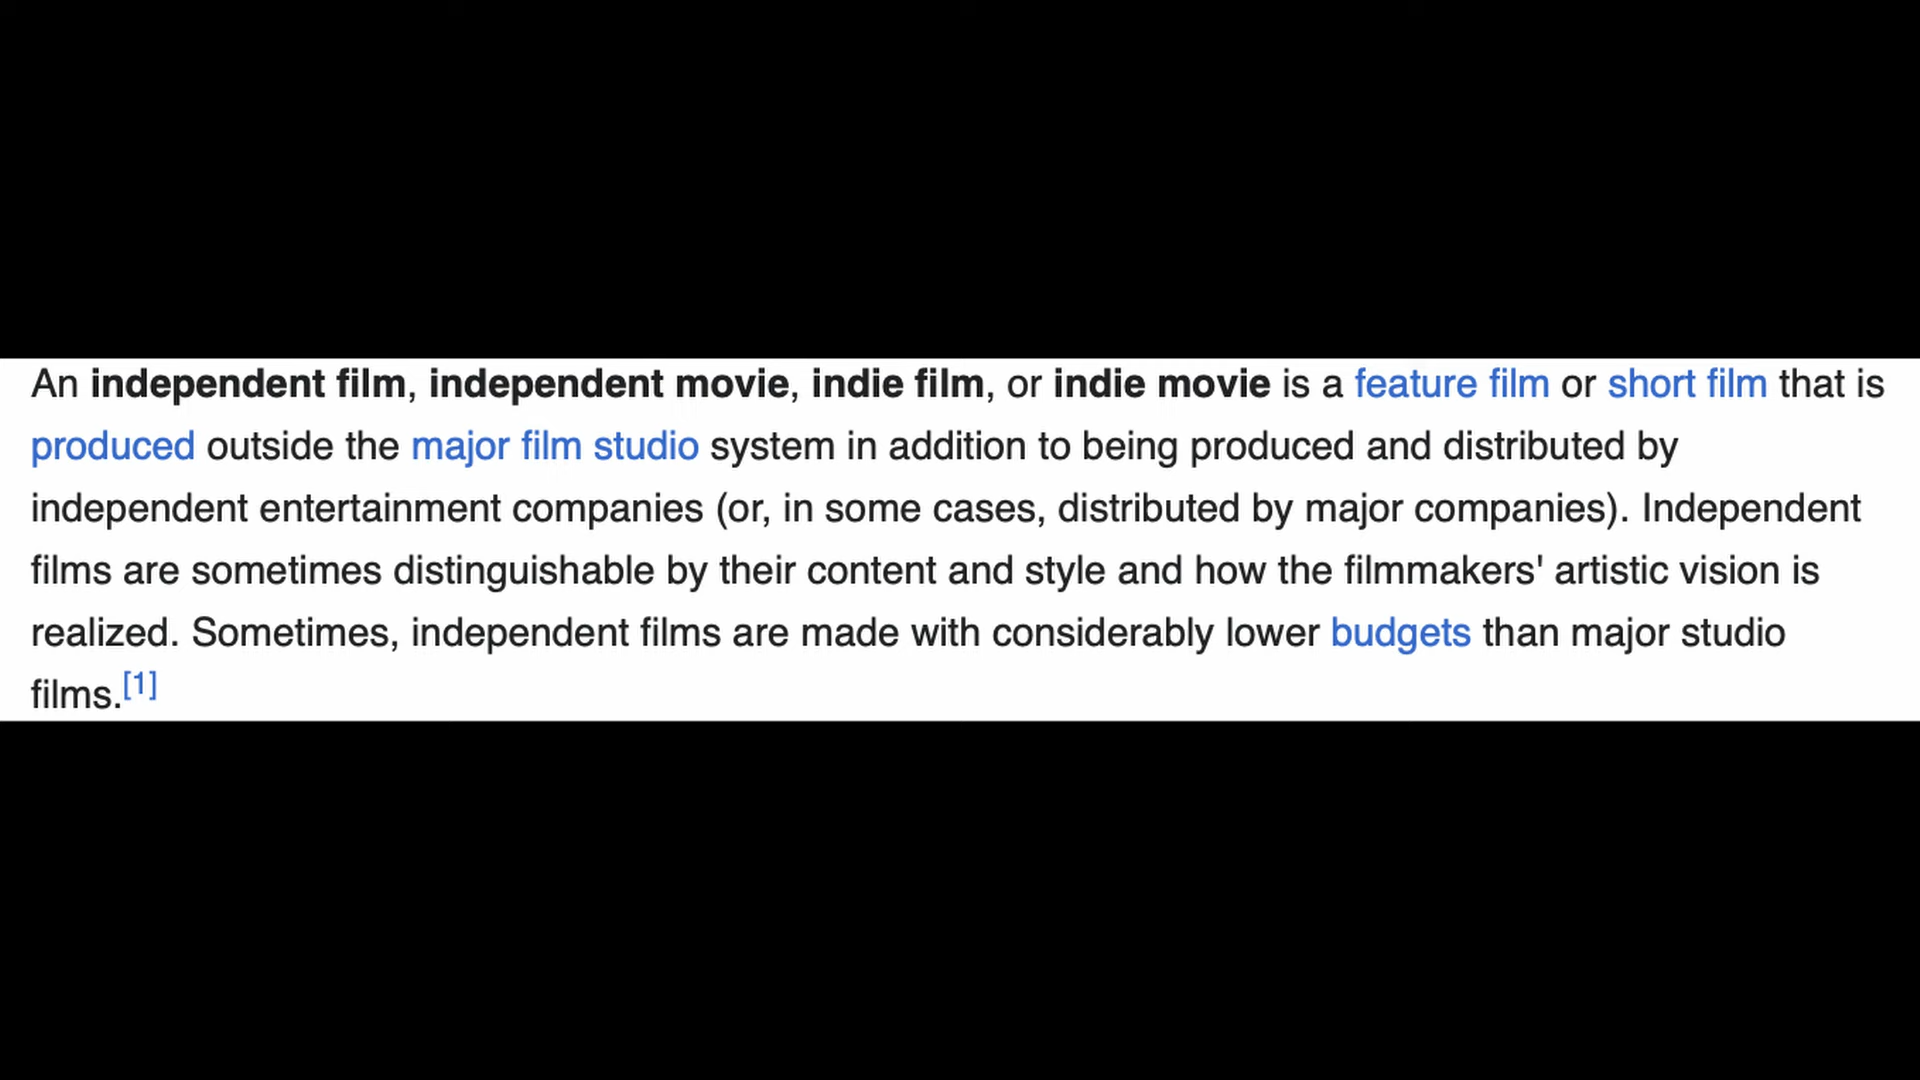 An independent film, independent movie, indie film, or indie movie is a feature film or short film that is
produced outside the major film studio system in addition to being produced and distributed by
independent entertainment companies (or, in some cases, distributed by major companies). Independent
films are sometimes distinguishable by their content and style and how the filmmakers' artistic vision is
realized. Sometimes, independent films are made with considerably lower budgets than major studio
films.[1]